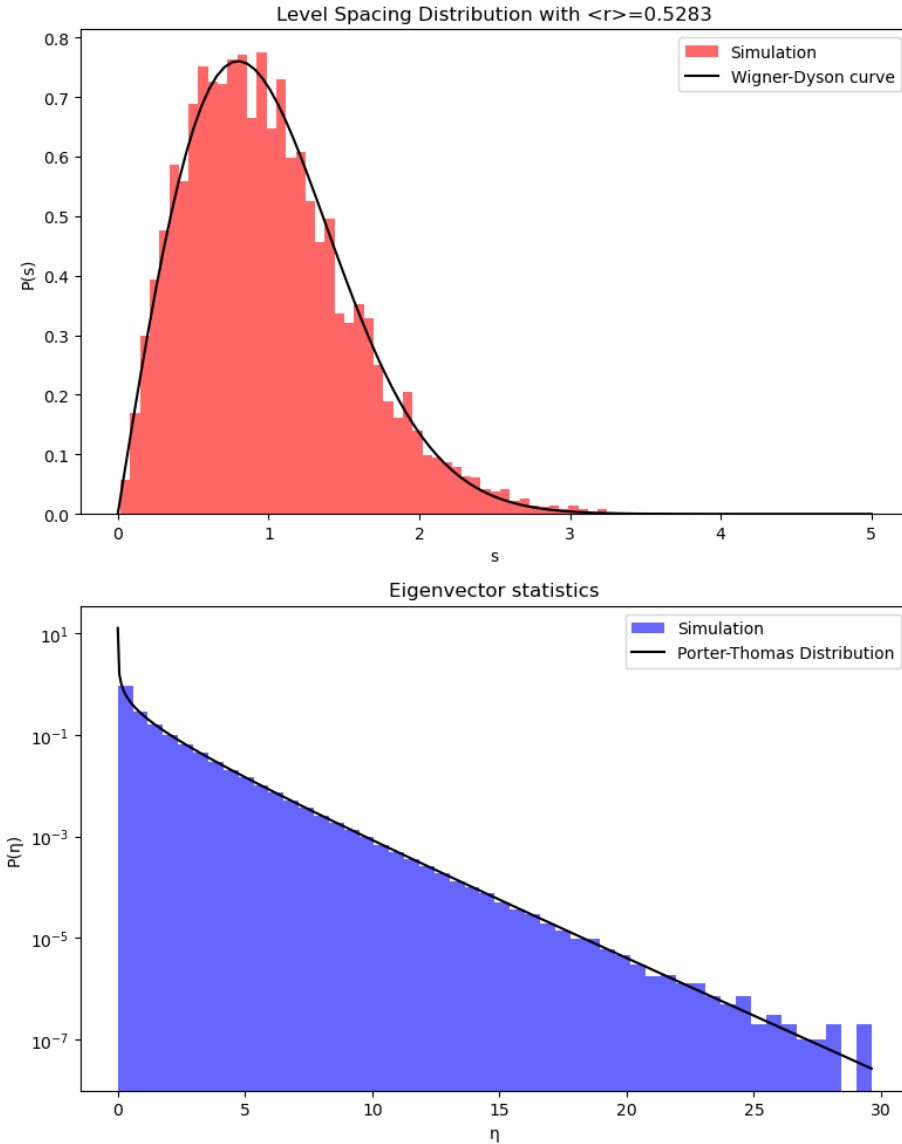 Level Spacing Distribution with <r>=0.5283
Simulation
Wigner-Dyson curve
P(s)
0.8
0.7
0.6
0.5
0.4
0.3
0.2
0.1
0.0
0 1 2 3 4 5
s
Eigenvector statistics
Simulation
Porter-Thomas Distribution
P(η)
10¹
10⁻¹
10⁻³
10⁻⁵
10⁻⁷
0 5 10 15 20 25 30
η